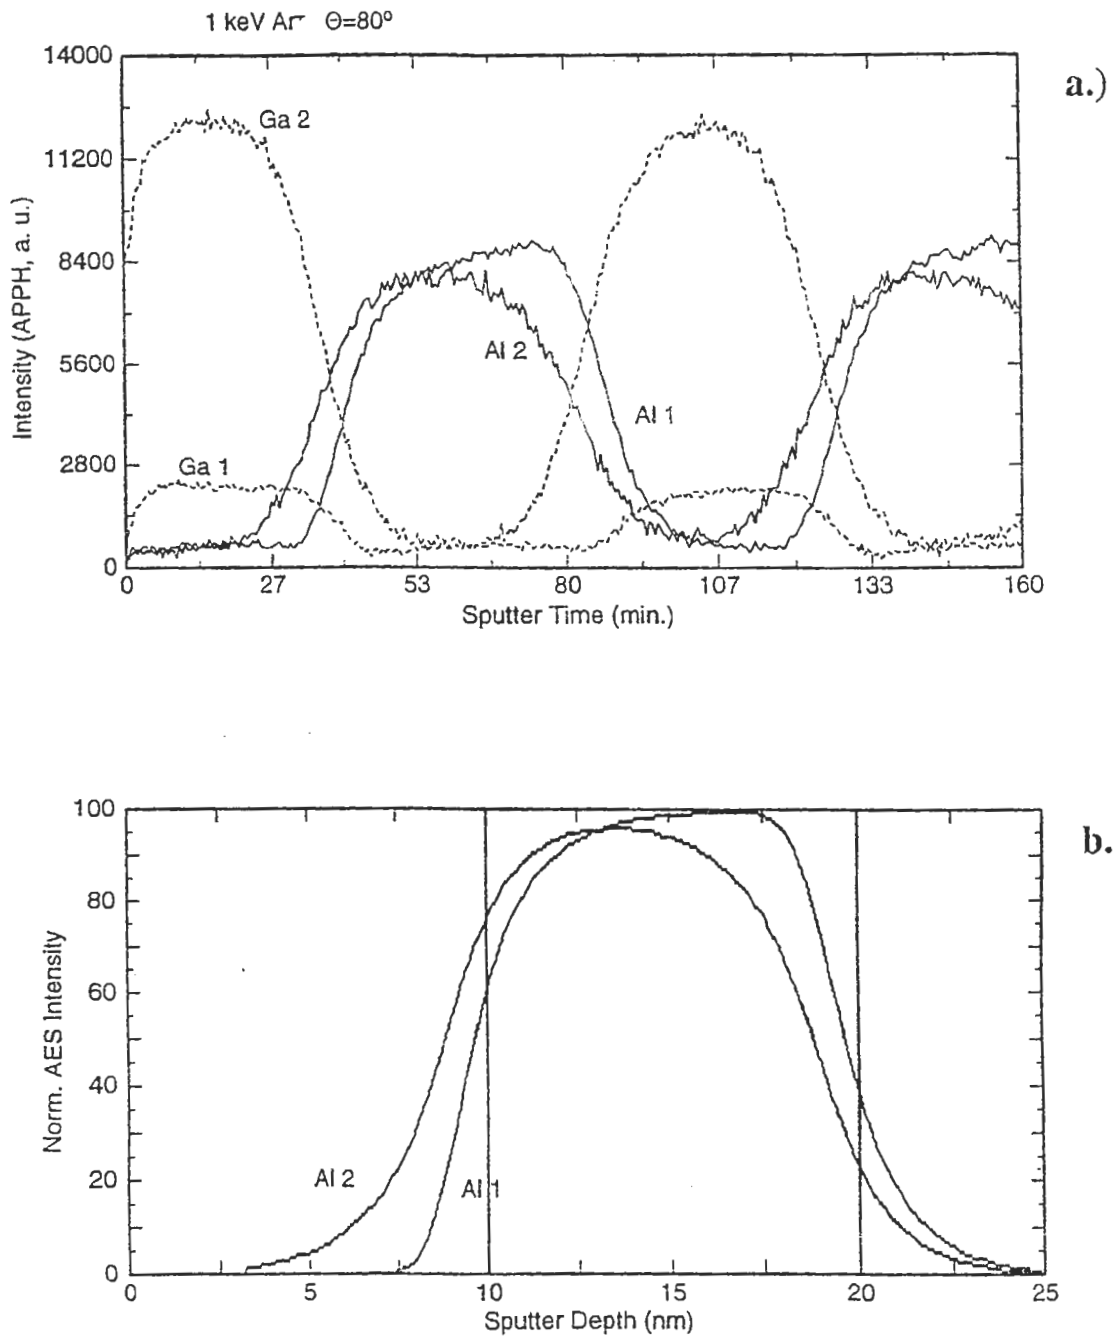 1 keV Ar Θ=80º
a.)
14000
11200
8400
5600
2800
0
Intensity (APPH, a. u.)
Ga 2
Al 2
Al 1
Ga 1
0 27 53 80 107 133 160
Sputter Time (min.)
b.
100
80
60
40
20
0
Norm. AES Intensity
Al 2
Al 1
0 5 10 15 20 25
Sputter Depth (nm)